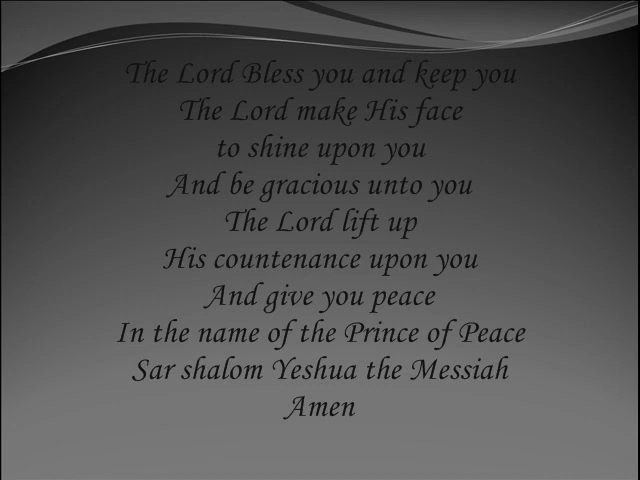 The Lord Bless you and keep you
The Lord make His face
to shine upon you
And be gracious unto you
The Lord lift up
His countenance upon you
And give you peace
In the name of the Prince of Peace
Sar shalom Yeshua the Messiah
Amen